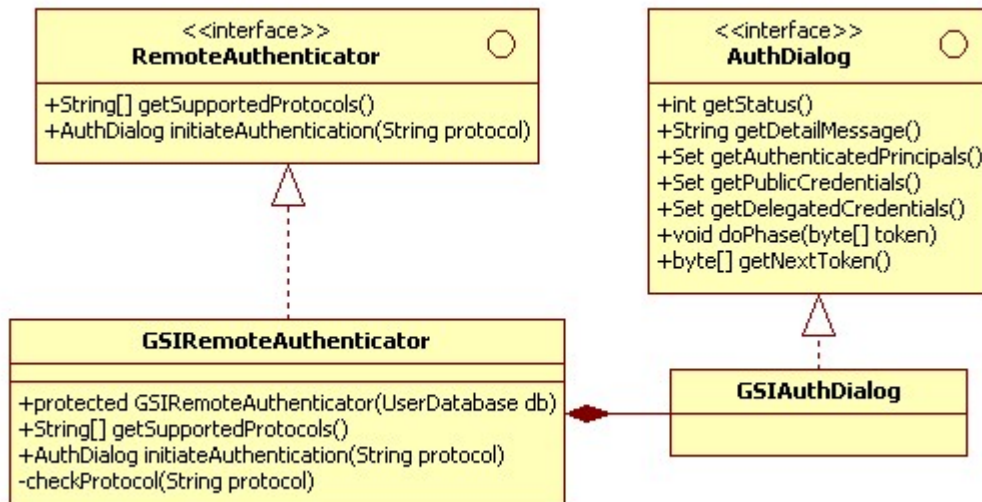 <<interface>>
RemoteAuthenticator
+String[] getSupportedProtocols()
+AuthDialog initiateAuthentication(String protocol)
<<interface>>
AuthDialog
+int getStatus()
+String getDetailMessage()
+Set getAuthenticatedPrincipals()
+Set getPublicCredentials()
+Set getDelegatedCredentials()
+void doPhase(byte[] token)
+byte[] getNextToken()
GSIRemoteAuthenticator
+protected GSIRemoteAuthenticator(UserDatabase db)
+String[] getSupportedProtocols()
+AuthDialog initiateAuthentication(String protocol)
-checkProtocol(String protocol)
GSIAuthDialog